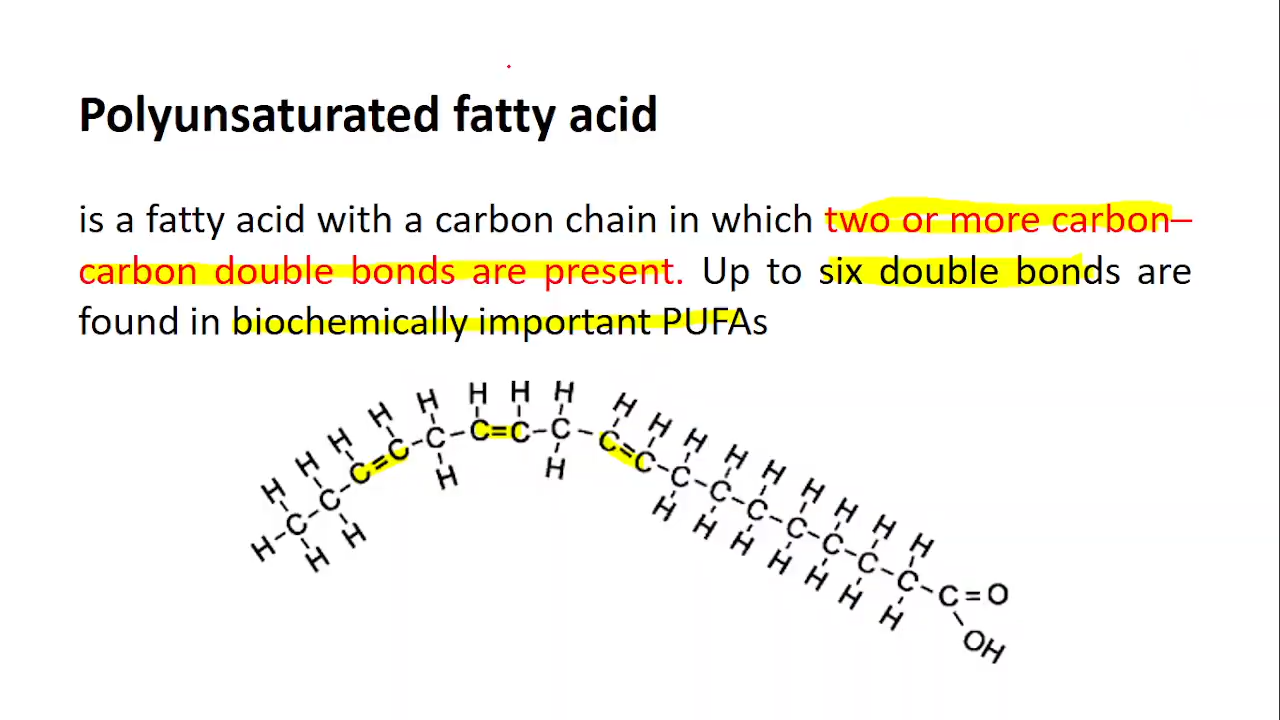 Polyunsaturated fatty acid
is a fatty acid with a carbon chain in which two or more carbon–
carbon double bonds are present. Up to six double bonds are
found in biochemically important PUFAs
H H H H H H H H H H H H H H H H H
H C C C=C C C=C C C=C C C C C C C C C=O
H H H H H H H H H H H OH